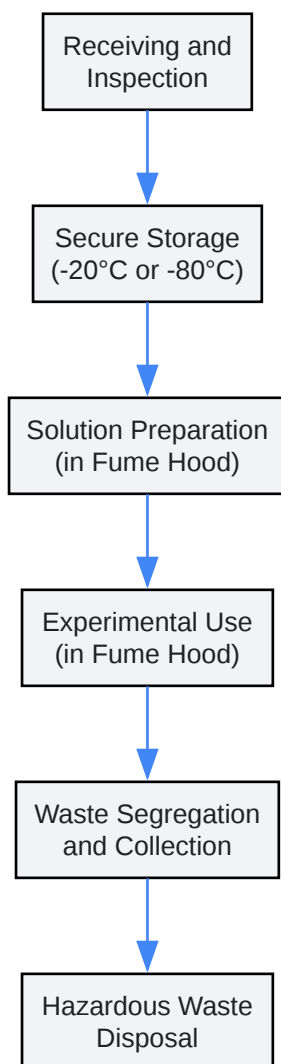 Receiving and
Inspection
Secure Storage
(-20°C or -80°C)
Solution Preparation
(in Fume Hood)
Experimental Use
(in Fume Hood)
Waste Segregation
and Collection
Hazardous Waste
Disposal